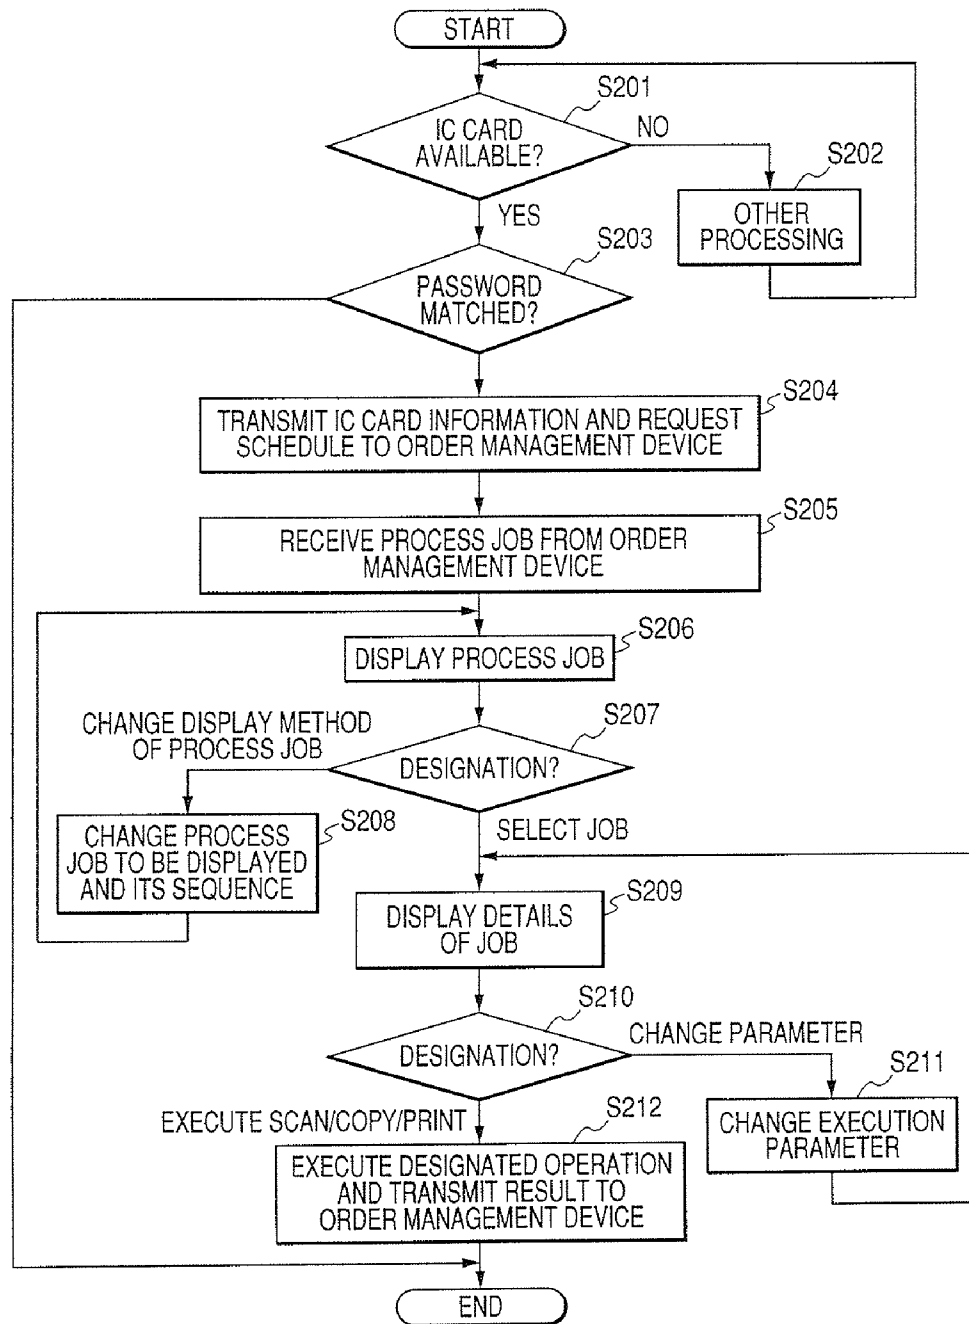 START
S201
IC CARD
AVAILABLE?
NO
S202
OTHER
PROCESSING
YES
S203
PASSWORD
MATCHED?
S204
TRANSMIT IC CARD INFORMATION AND REQUEST
SCHEDULE TO ORDER MANAGEMENT DEVICE
S205
RECEIVE PROCESS JOB FROM ORDER
MANAGEMENT DEVICE
S206
DISPLAY PROCESS JOB
S207
CHANGE DISPLAY METHOD
OF PROCESS JOB
DESIGNATION?
S208
CHANGE PROCESS
JOB TO BE DISPLAYED
AND ITS SEQUENCE
SELECT JOB
S209
DISPLAY DETAILS
OF JOB
S210
DESIGNATION?
CHANGE PARAMETER
S211
CHANGE EXECUTION
PARAMETER
EXECUTE SCAN/COPY/PRINT
S212
EXECUTE DESIGNATED OPERATION
AND TRANSMIT RESULT TO
ORDER MANAGEMENT DEVICE
END